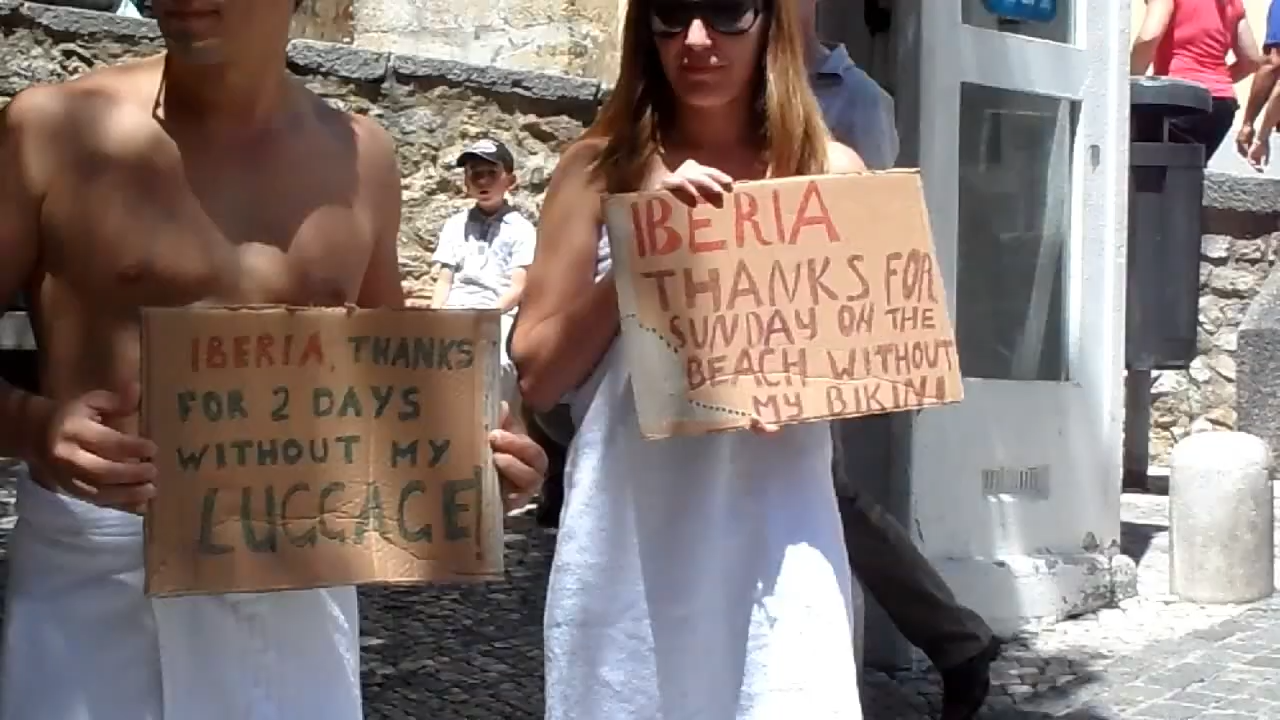 IBERIA, THANKS
FOR 2 DAYS
WITHOUT MY
LUGGAGE!
IBERIA
THANKS FOR
SUNDAY ON THE
BEACH WITHOUT
MY BIKINI